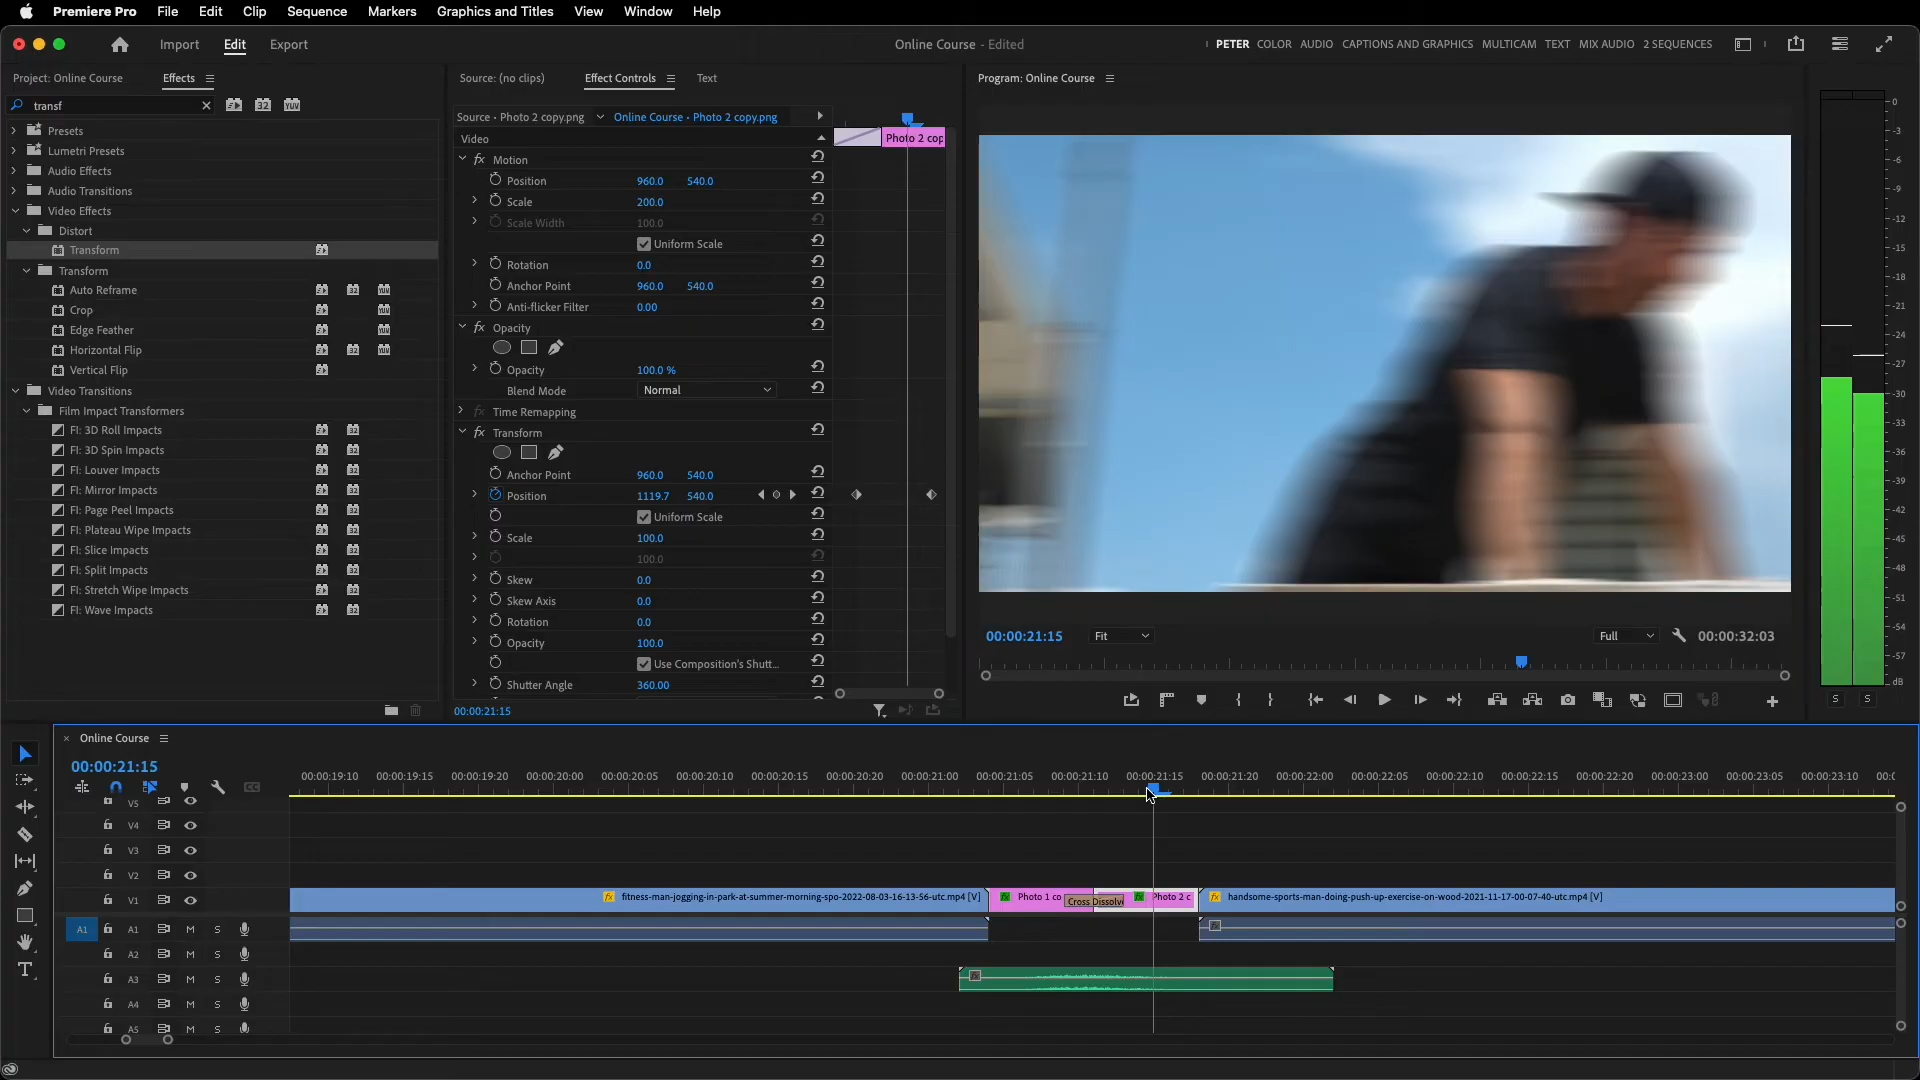 Premiere Pro File Edit Clip Sequence Markers Graphics and Titles View Window Help
Import Edit Export
Online Course - Edited
PETER COLOR AUDIO CAPTIONS AND GRAPHICS MULTICAM TEXT MIX AUDIO 2 SEQUENCES
Project: Online Course Effects
transf
Presets
Lumetri Presets
Audio Effects
Audio Transitions
Video Effects
Distort
Transform
Transform
Auto Reframe
Crop
Edge Feather
Horizontal Flip
Vertical Flip
Video Transitions
Film Impact Transformers
FI: 3D Roll Impacts
FI: 3D Spin Impacts
FI: Louver Impacts
FI: Mirror Impacts
FI: Page Peel Impacts
FI: Plateau Wipe Impacts
FI: Slice Impacts
FI: Split Impacts
FI: Stretch Wipe Impacts
FI: Wave Impacts
Source: (no clips) Effect Controls Text
Source • Photo 2 copy.png Online Course • Photo 2 copy.png
Video
Photo 2 cop
fx Motion
Position 960.0 540.0
Scale 200.0
Scale Width 100.0
Uniform Scale
Rotation 0.0
Anchor Point 960.0 540.0
Anti-flicker Filter 0.00
fx Opacity
Opacity 100.0 %
Blend Mode Normal
fx Time Remapping
fx Transform
Anchor Point 960.0 540.0
Position 1119.7 540.0
Uniform Scale
Scale 100.0
100.0
Skew 0.0
Skew Axis 0.0
Rotation 0.0
Opacity 100.0
Use Composition's Shutt...
Shutter Angle 360.00
00:00:21:15
Program: Online Course
00:00:21:15 Fit Full 00:00:32:03
0
-3
-6
-9
-12
-15
-18
-21
-24
-27
-30
-33
-36
-39
-42
-45
-48
-51
-54
-57
dB
S S
Online Course
00:00:21:15
00:00:19:10 00:00:19:15 00:00:19:20 00:00:20:00 00:00:20:05 00:00:20:10 00:00:20:15 00:00:20:20 00:00:21:00 00:00:21:05 00:00:21:10 00:00:21:15 00:00:21:20 00:00:22:00 00:00:22:05 00:00:22:10 00:00:22:15 00:00:22:20 00:00:23:00 00:00:23:05 00:00:23:10 00:0
V5
V4
V3
V2
V1 fx fitness-man-jogging-in-park-at-summer-morning-spo-2022-08-03-16-13-56-utc.mp4 [V] fx Photo 1 co Cross Dissolv fx Photo 2 c fx handsome-sports-man-doing-push-up-exercise-on-wood-2021-11-17-00-07-40-utc.mp4 [V]
A1 A1 M S
A2 M S
A3 M S
A4 M S
A5 M S